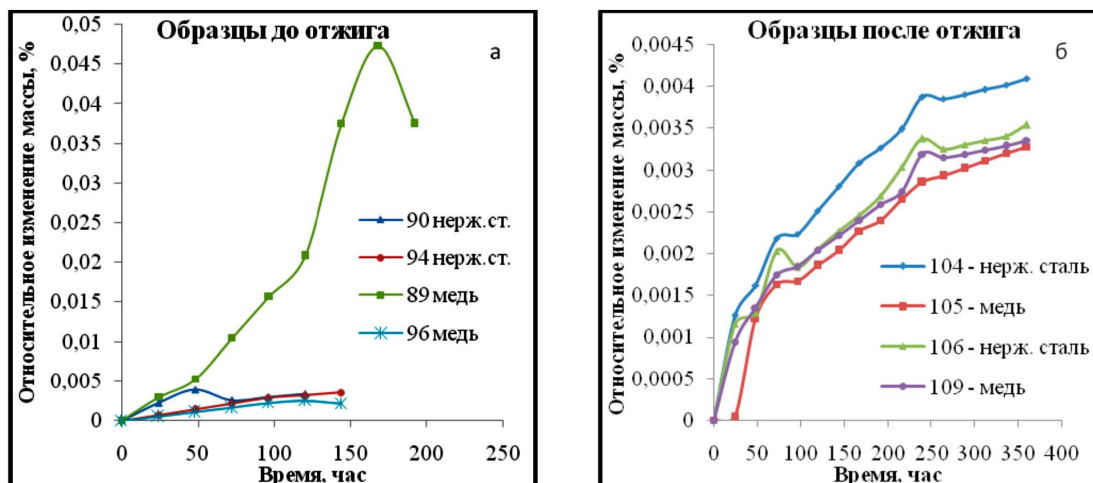 Образцы до отжига
а
Относительное изменение массы, %
0,05
0,045
0,04
0,035
0,03
0,025
0,02
0,015
0,01
0,005
0
0 50 100 150 200 250
Время, час
90 нерж.ст.
94 нерж.ст.
89 медь
96 медь
Образцы после отжига
б
Относительное изменение массы, %
0,0045
0,004
0,0035
0,003
0,0025
0,002
0,0015
0,001
0,0005
0
0 50 100 150 200 250 300 350 400
Время, час
104 - нерж. сталь
105 - медь
106 - нерж. сталь
109 - медь